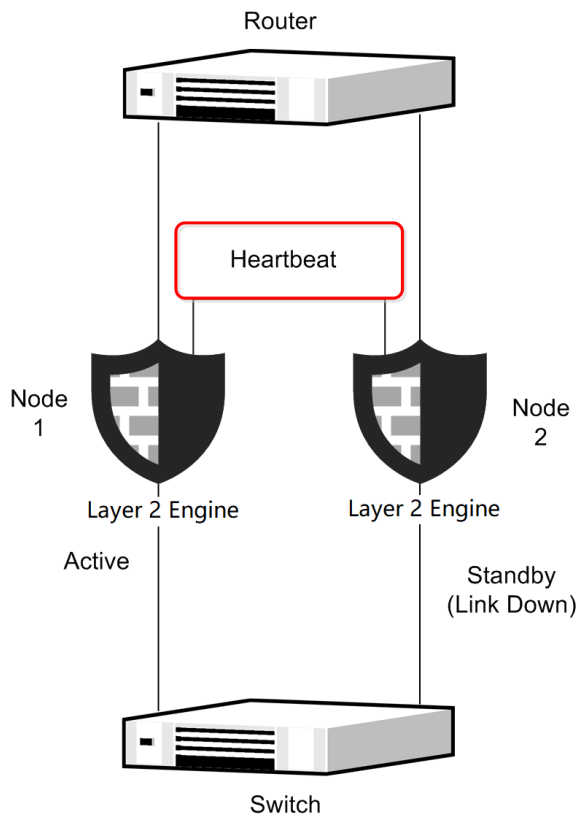 Router
Heartbeat
Node
1
Node
2
Layer 2 Engine
Layer 2 Engine
Active
Standby
(Link Down)
Switch